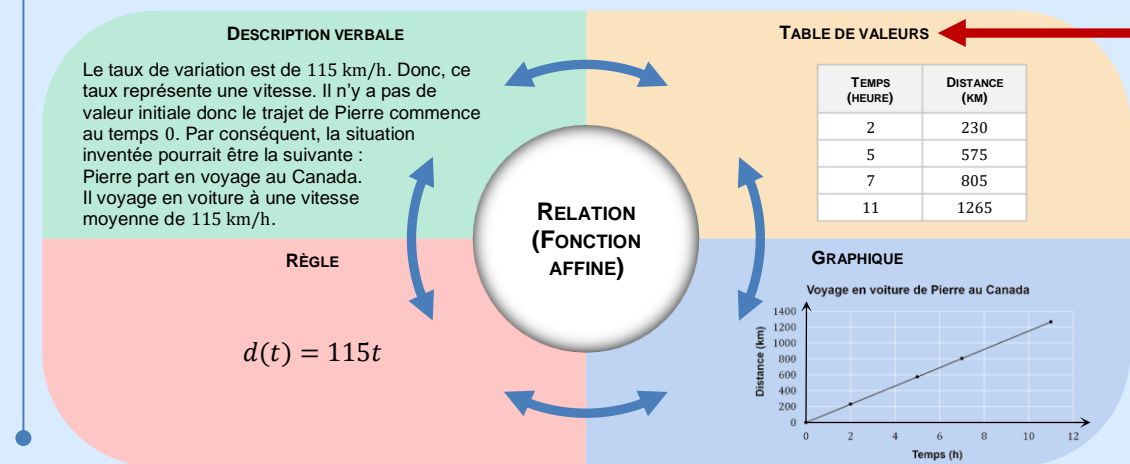 DESCRIPTION VERBALE
Le taux de variation est de 115 km/h. Donc, ce
taux représente une vitesse. Il n'y a pas de
valeur initiale donc le trajet de Pierre commence
au temps 0. Par conséquent, la situation
inventée pourrait être la suivante :
Pierre part en voyage au Canada.
Il voyage en voiture à une vitesse
moyenne de 115 km/h.
TABLE DE VALEURS
TEMPS
(HEURE)
DISTANCE
(KM)
2 230
5 575
7 805
11 1265
RELATION
(FONCTION
AFFINE)
RÈGLE
d(t) = 115t
GRAPHIQUE
Voyage en voiture de Pierre au Canada
Distance (km)
1400
1200
1000
800
600
400
200
0
0 2 4 6 8 10 12
Temps (h)